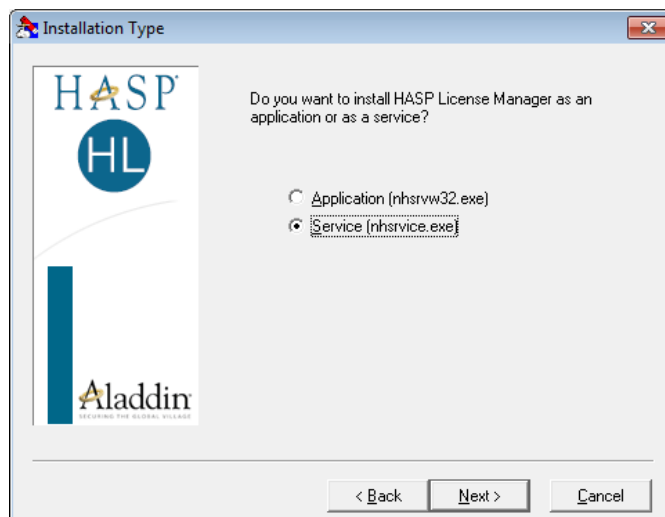 Installation Type
HASP
HL
Do you want to install HASP License Manager as an
application or as a service?
Application (nhsrvw32.exe)
Service (nhsrvice.exe)
Aladdin
SECURING THE GLOBAL VILLAGE
< Back
Next >
Cancel